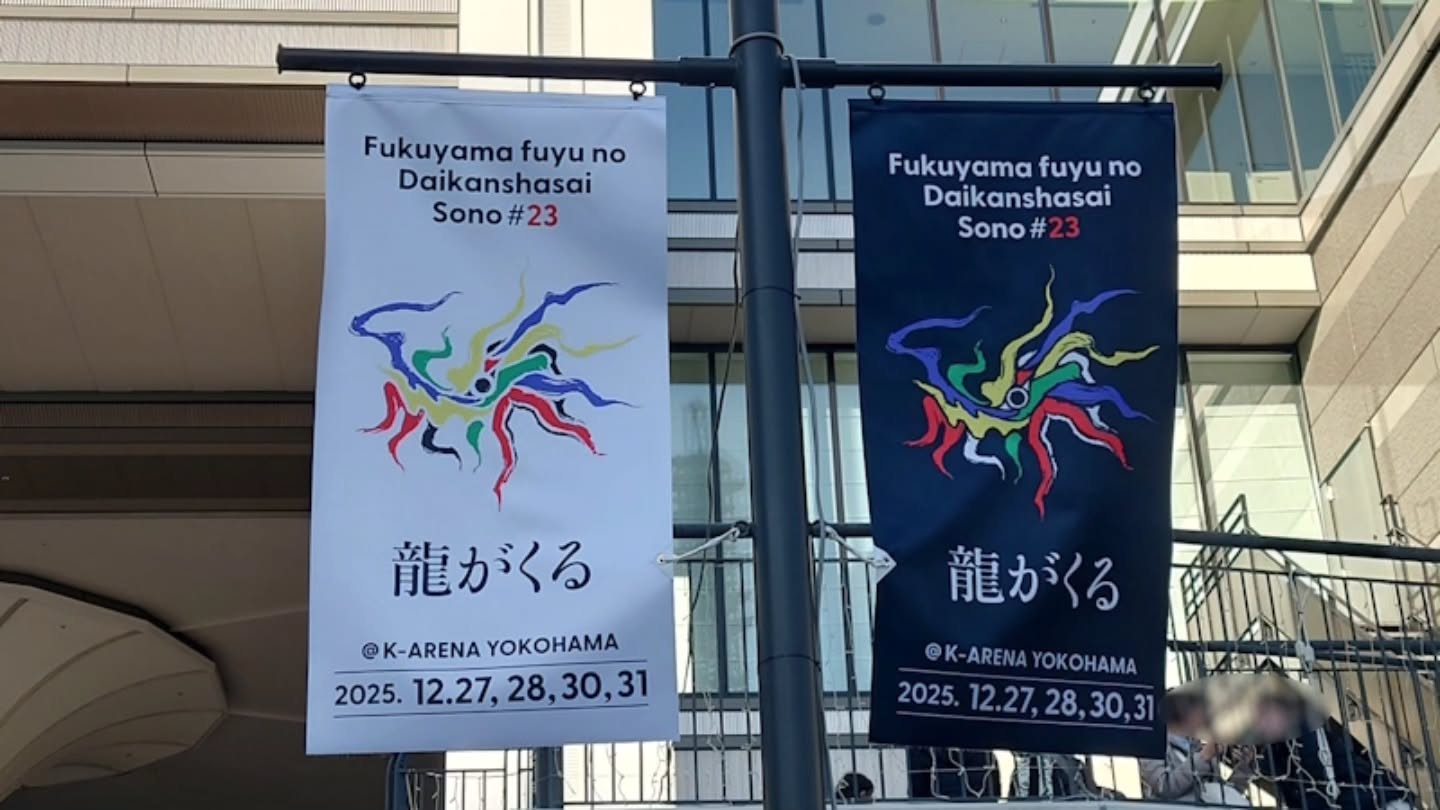 Fukuyama fuyu no
Daikanshasai
Sono #23
龍がくる
@K-ARENA YOKOHAMA
2025. 12.27, 28, 30, 31
Fukuyama fuyu no
Daikanshasai
Sono #23
龍がくる
@K-ARENA YOKOHAMA
2025. 12.27, 28, 30, 31